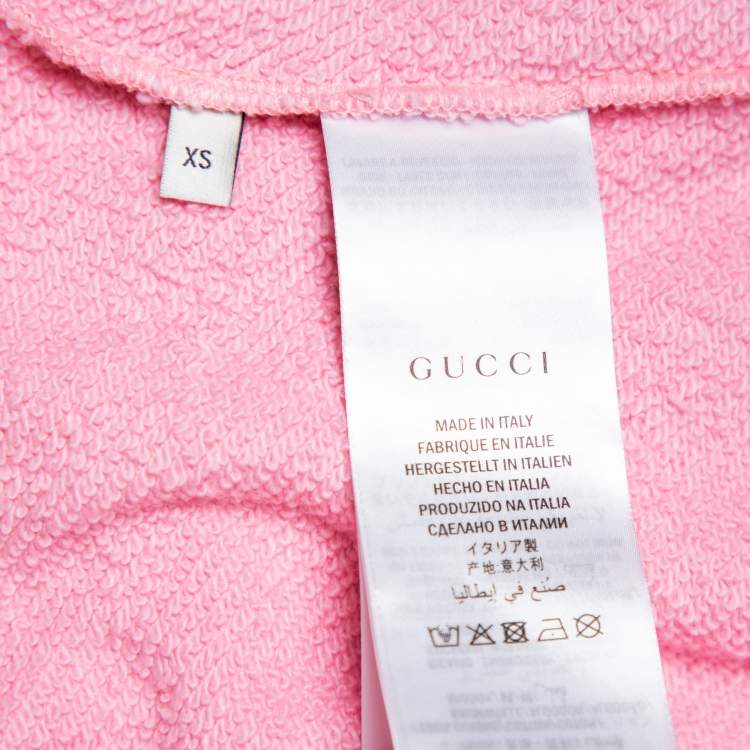 XS
GUCCI
MADE IN ITALY
FABRIQUE EN ITALIE
HERGESTELLT IN ITALIEN
HECHO EN ITALIA
PRODUZIDO NA ITALIA
СДЕЛАНО В ИТАЛИИ
イタリア製
产地:意大利
صُنع في إيطاليا